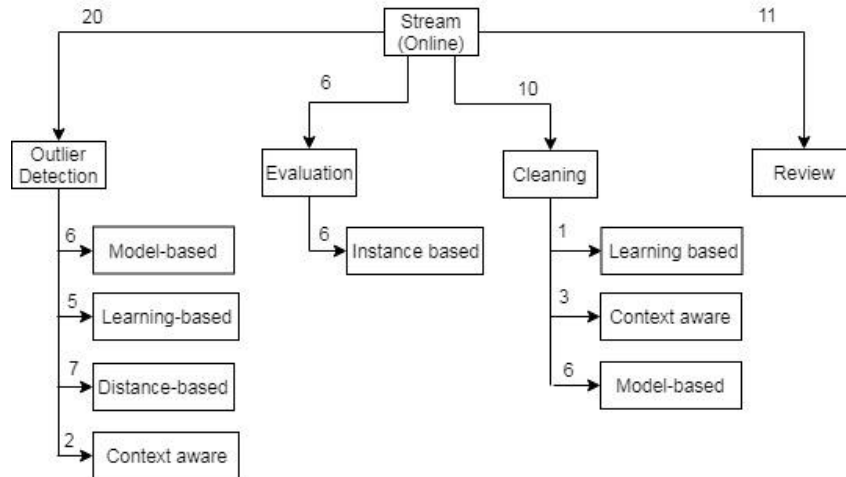 20
Stream
(Online)
11
6
10
Outlier
Detection
Evaluation
Cleaning
Review
6
Model-based
6
Instance based
1
Learning based
5
Learning-based
3
Context aware
7
Distance-based
6
Model-based
2
Context aware